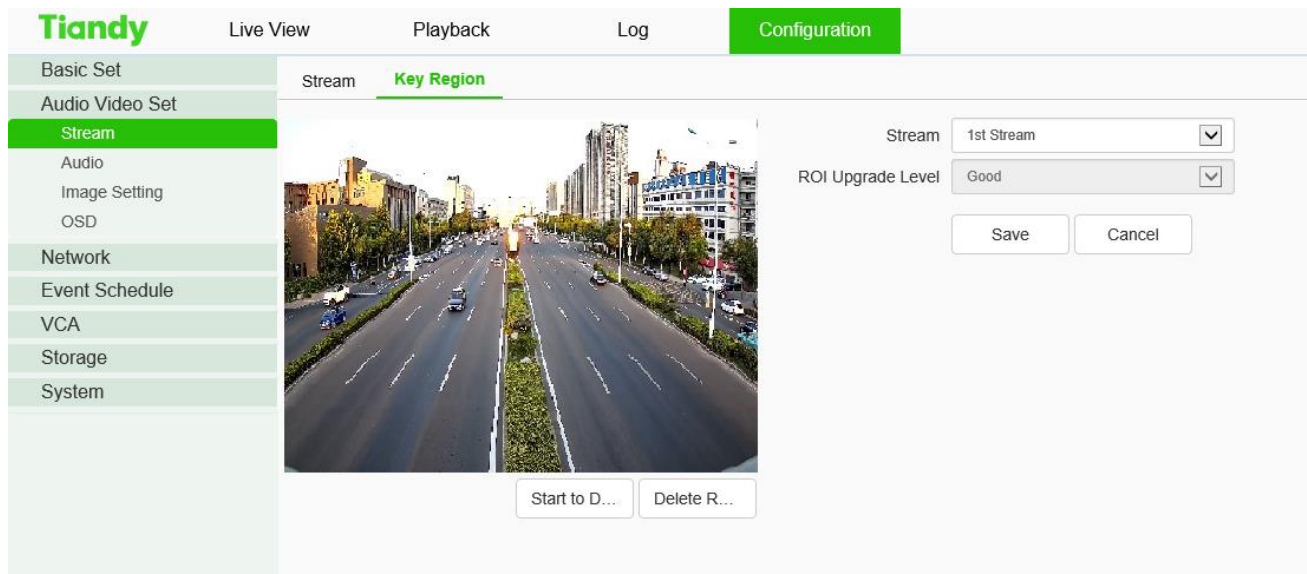 Tiandy Live View Playback Log Configuration
Basic Set
Audio Video Set
Stream
Audio
Image Setting
OSD
Network
Event Schedule
VCA
Storage
System
Stream Key Region
Stream 1st Stream
ROI Upgrade Level Good
Save Cancel
Start to D... Delete R...